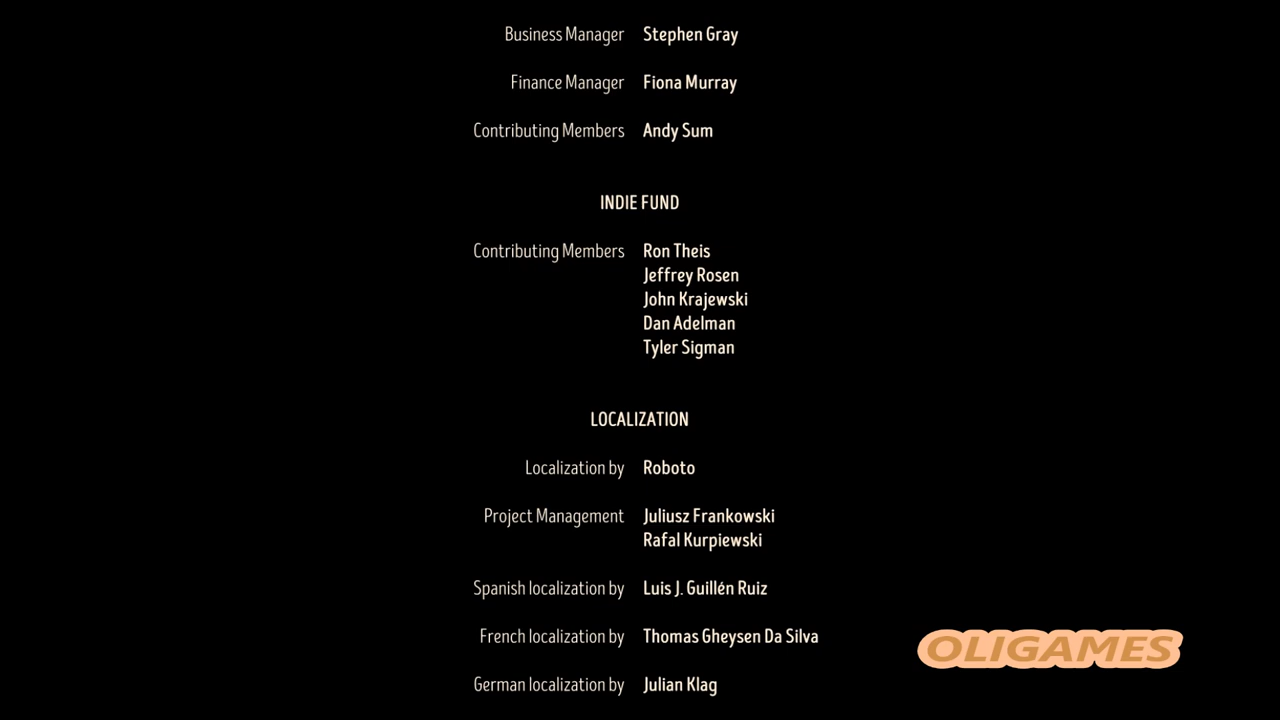 Business Manager Stephen Gray
Finance Manager Fiona Murray
Contributing Members Andy Sum
INDIE FUND
Contributing Members Ron Theis
Jeffrey Rosen
John Krajewski
Dan Adelman
Tyler Sigman
LOCALIZATION
Localization by Roboto
Project Management Juliusz Frankowski
Rafal Kurpiewski
Spanish localization by Luis J. Guillén Ruiz
French localization by Thomas Gheysen Da Silva
OLIGAMES
German localization by Julian Klag